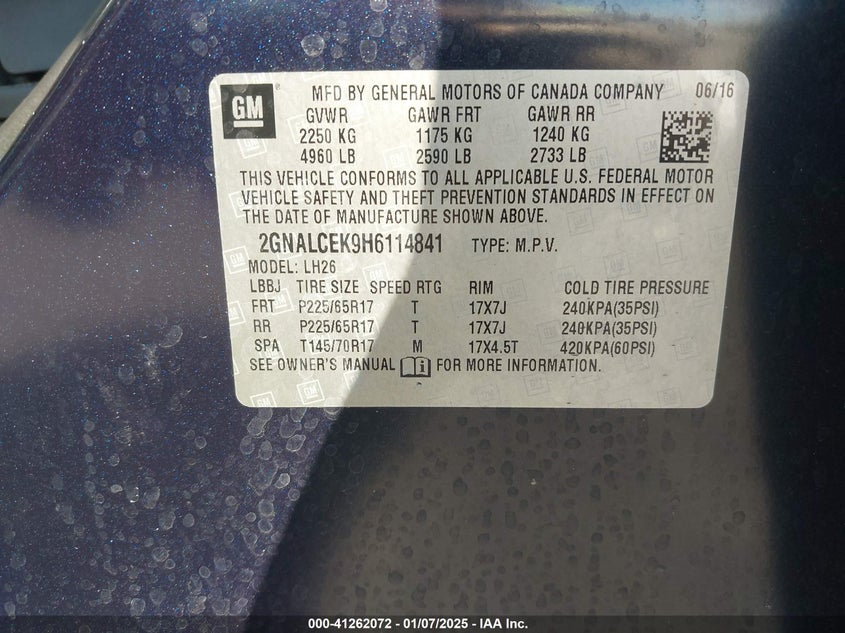 GM MFD BY GENERAL MOTORS OF CANADA COMPANY 06/16
GVWR GAWR FRT GAWR RR
2250 KG 1175 KG 1240 KG
4960 LB 2590 LB 2733 LB
THIS VEHICLE CONFORMS TO ALL APPLICABLE U.S. FEDERAL MOTOR
VEHICLE SAFETY AND THEFT PREVENTION STANDARDS IN EFFECT ON
THE DATE OF MANUFACTURE SHOWN ABOVE.
2GNALCEK9H6114841 TYPE: M.P.V.
MODEL: LH26
LBBJ TIRE SIZE SPEED RTG RIM COLD TIRE PRESSURE
FRT P225/65R17 T 17X7J 240KPA(35PSI)
RR P225/65R17 T 17X7J 240KPA(35PSI)
SPA T145/70R17 M 17X4.5T 420KPA(60PSI)
SEE OWNER'S MANUAL FOR MORE INFORMATION.
000-41262072 - 01/07/2025 - IAA Inc.